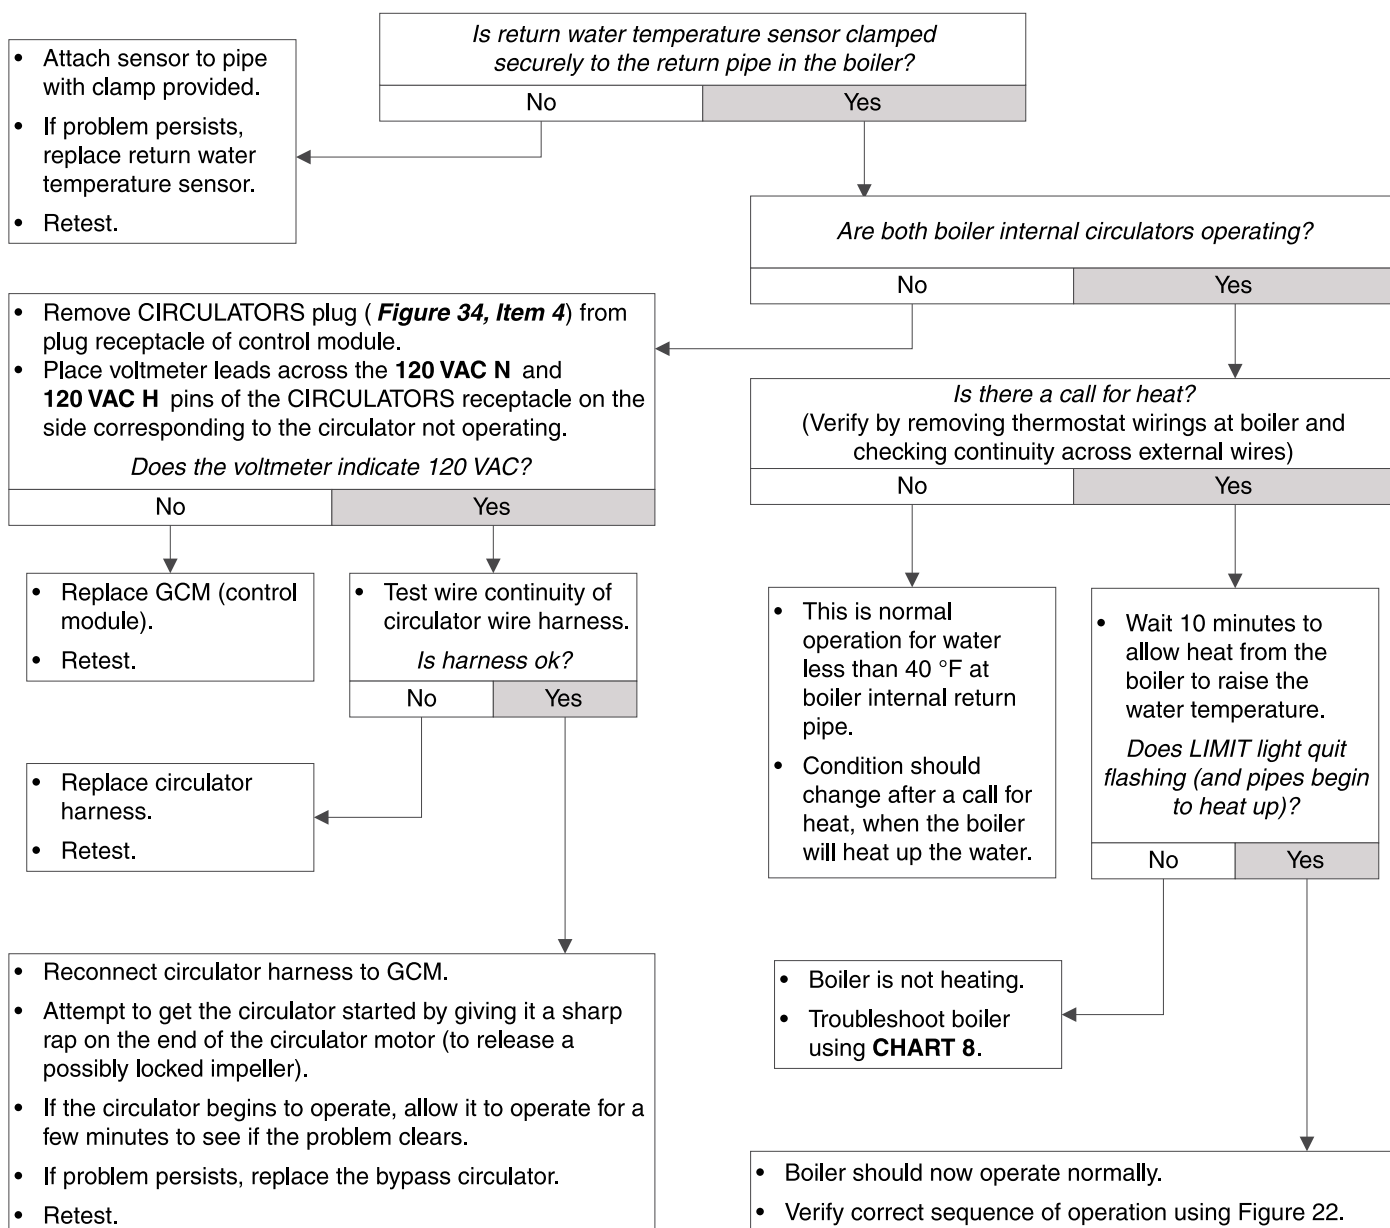 Is return water temperature sensor clamped
securely to the return pipe in the boiler?
No
Yes
• Attach sensor to pipe
with clamp provided.
• If problem persists,
replace return water
temperature sensor.
• Retest.
Are both boiler internal circulators operating?
No
Yes
• Remove CIRCULATORS plug ( Figure 34, Item 4) from
plug receptacle of control module.
• Place voltmeter leads across the 120 VAC N and
120 VAC H pins of the CIRCULATORS receptacle on the
side corresponding to the circulator not operating.
Does the voltmeter indicate 120 VAC?
No
Yes
Is there a call for heat?
(Verify by removing thermostat wirings at boiler and
checking continuity across external wires)
No
Yes
• Replace GCM (control
module).
• Retest.
• Test wire continuity of
circulator wire harness.
Is harness ok?
No
Yes
• This is normal
operation for water
less than 40 °F at
boiler internal return
pipe.
• Condition should
change after a call for
heat, when the boiler
will heat up the water.
• Wait 10 minutes to
allow heat from the
boiler to raise the
water temperature.
Does LIMIT light quit
flashing (and pipes begin
to heat up)?
No
Yes
• Replace circulator
harness.
• Retest.
• Reconnect circulator harness to GCM.
• Attempt to get the circulator started by giving it a sharp
rap on the end of the circulator motor (to release a
possibly locked impeller).
• If the circulator begins to operate, allow it to operate for a
few minutes to see if the problem clears.
• If problem persists, replace the bypass circulator.
• Retest.
• Boiler is not heating.
• Troubleshoot boiler
using CHART 8.
• Boiler should now operate normally.
• Verify correct sequence of operation using Figure 22.